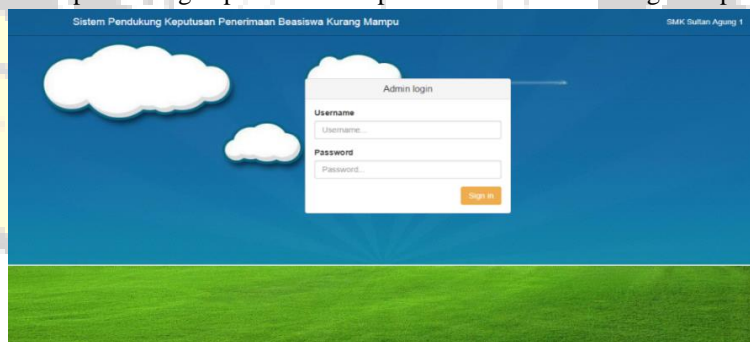 Sistem Pendukung Keputusan Penerimaan Beasiswa Kurang Mampu
SMK Sultan Agung 1
Admin login
Username
Username...
Password
Password...
Sign in